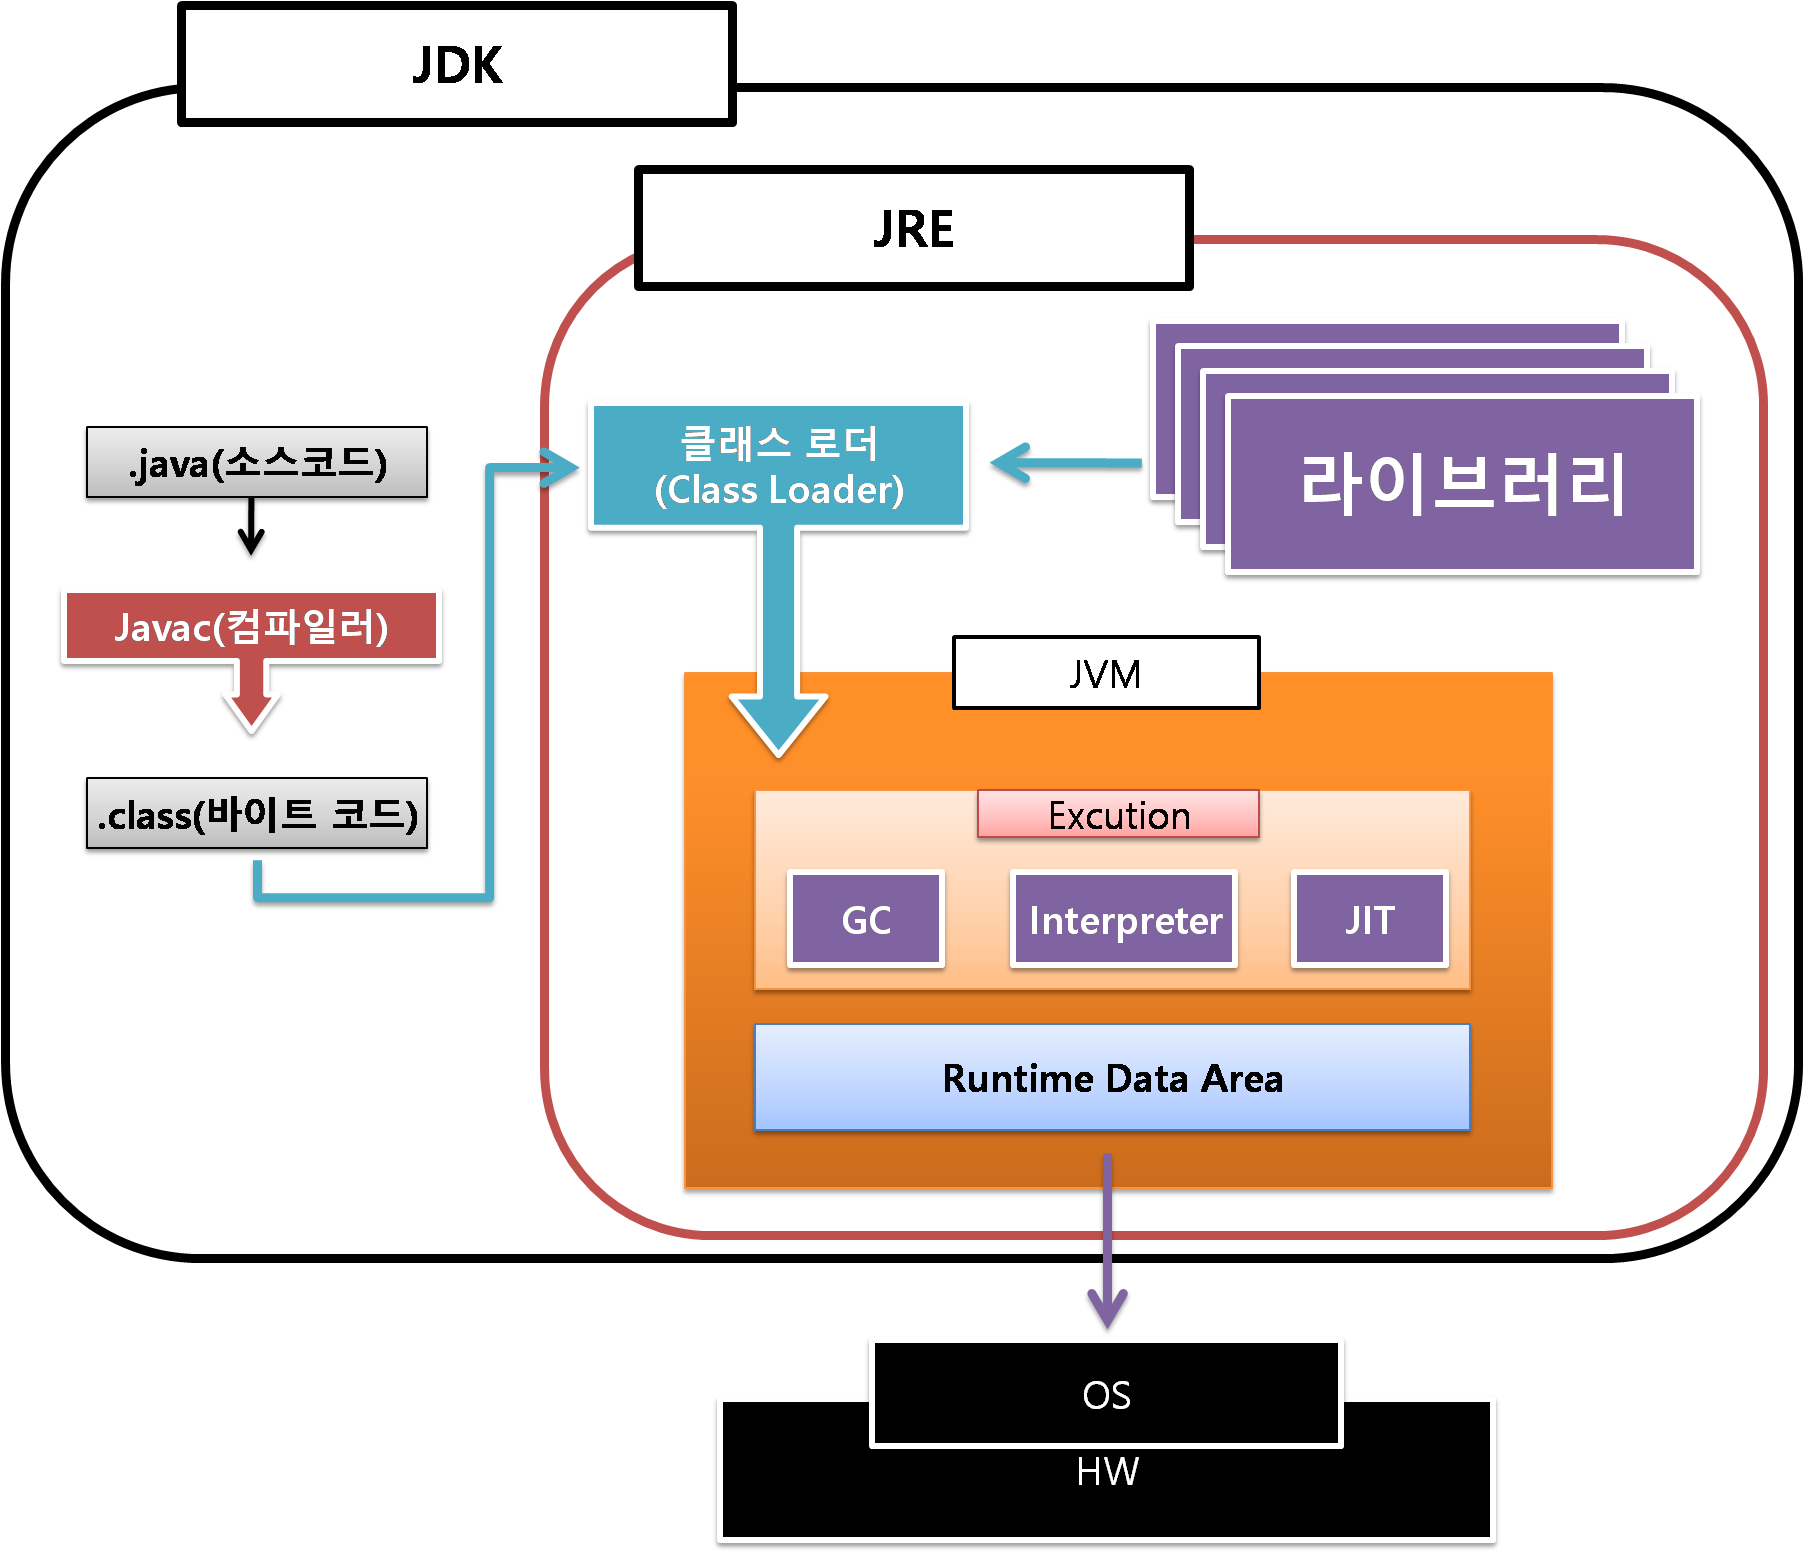 JDK
JRE
.java(소스코드)
Javac(컴파일러)
.class(바이트 코드)
클래스 로더
(Class Loader)
라이브러리
JVM
Excution
GC
Interpreter
JIT
Runtime Data Area
OS
HW